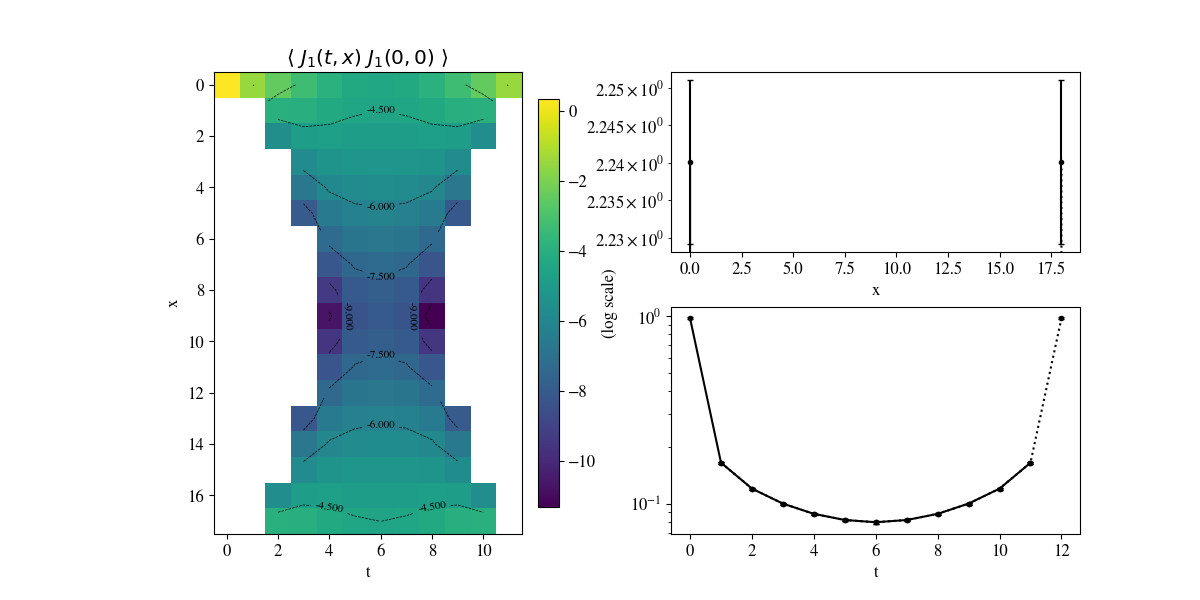 ⟨ J₁(t, x) J₁(0, 0) ⟩
0
2
4
6
8
10
12
14
16
x
0 2 4 6 8 10
t
-4.500
-6.000
-7.500
-9.000 -9.000
-7.500
-6.000
-4.500 -4.500
0
−2
−4
−6
−8
−10
(log scale)
2.25 × 10⁰
2.245 × 10⁰
2.24 × 10⁰
2.235 × 10⁰
2.23 × 10⁰
0.0 2.5 5.0 7.5 10.0 12.5 15.0 17.5
x
10⁰
10⁻¹
0 2 4 6 8 10 12
t